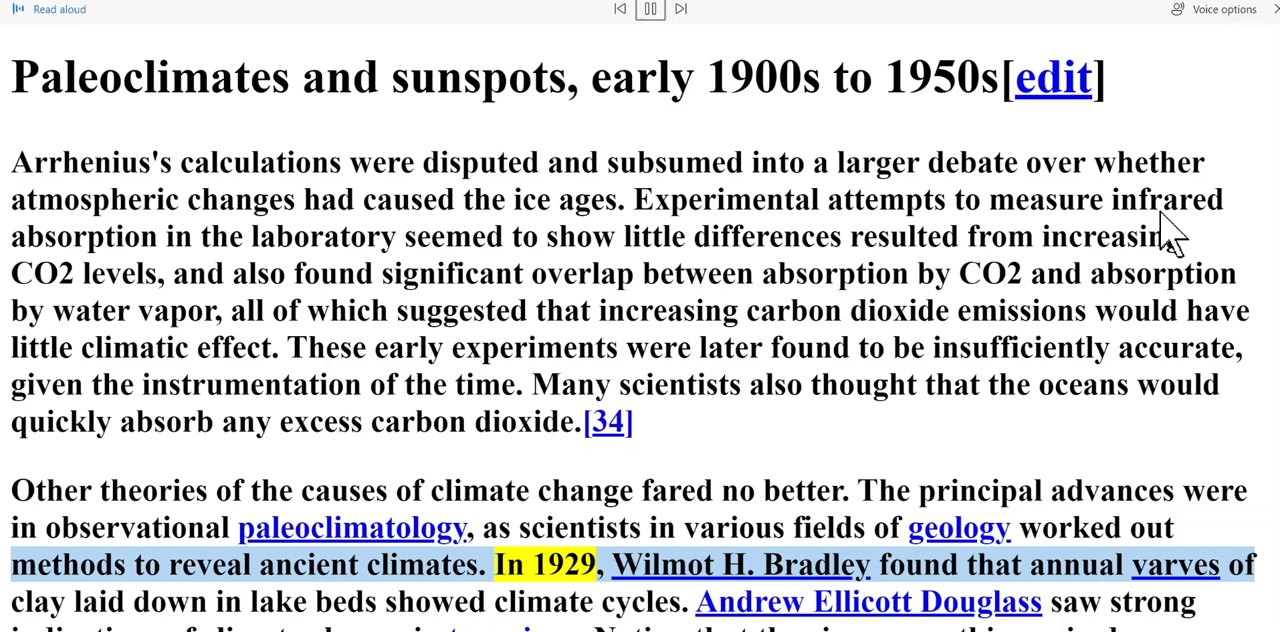 Read aloud
Voice options
Paleoclimates and sunspots, early 1900s to 1950s[edit]
Arrhenius's calculations were disputed and subsumed into a larger debate over whether
atmospheric changes had caused the ice ages. Experimental attempts to measure infrared
absorption in the laboratory seemed to show little differences resulted from
CO2 levels, and also found significant overlap between absorption by CO2 and absorption
by water vapor, all of which suggested that increasing carbon dioxide emissions would have
little climatic effect. These early experiments were later found to be insufficiently accurate,
given the instrumentation of the time. Many scientists also thought that the oceans would
quickly absorb any excess carbon dioxide.[34]
Other theories of the causes of climate change fared no better. The principal advances were
in observational paleoclimatology, as scientists in various fields of geology worked out
methods to reveal ancient climates. In 1929, Wilmot H. Bradley found that annual varves of
clay laid down in lake beds showed climate cycles. Andrew Ellicott Douglass saw strong